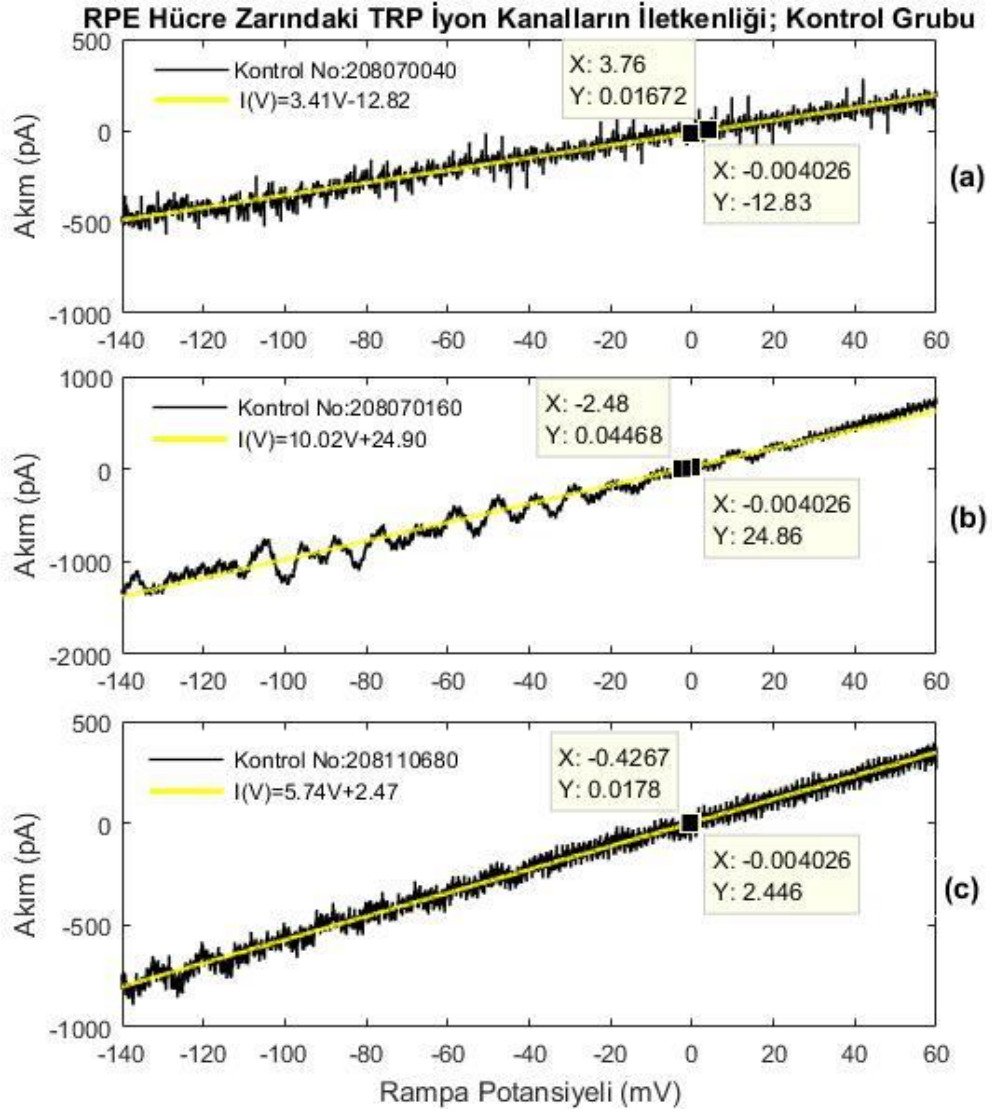 RPE Hücre Zarındaki TRP İyon Kanalların İletkenliği; Kontrol Grubu
500
0
-500
-1000
Akım (pA)
Kontrol No:208070040
I(V)=3.41V-12.82
X: 3.76
Y: 0.01672
X: -0.004026
Y: -12.83
(a)
-140 -120 -100 -80 -60 -40 -20 0 20 40 60
1000
0
-1000
-2000
Akım (pA)
Kontrol No:208070160
I(V)=10.02V+24.90
X: -2.48
Y: 0.04468
X: -0.004026
Y: 24.86
(b)
-140 -120 -100 -80 -60 -40 -20 0 20 40 60
500
0
-500
-1000
Akım (pA)
Kontrol No:208110680
I(V)=5.74V+2.47
X: -0.4267
Y: 0.0178
X: -0.004026
Y: 2.446
(c)
-140 -120 -100 -80 -60 -40 -20 0 20 40 60
Rampa Potansiyeli (mV)